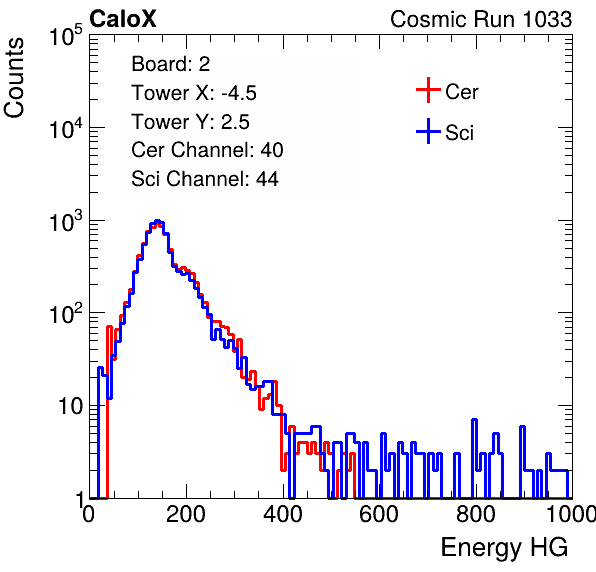 CaloX Cosmic Run 1033
Counts
10^5
10^4
10^3
10^2
10
1
Board: 2
Tower X: -4.5
Tower Y: 2.5
Cer Channel: 40
Sci Channel: 44
Cer
Sci
0 200 400 600 800 1000
Energy HG